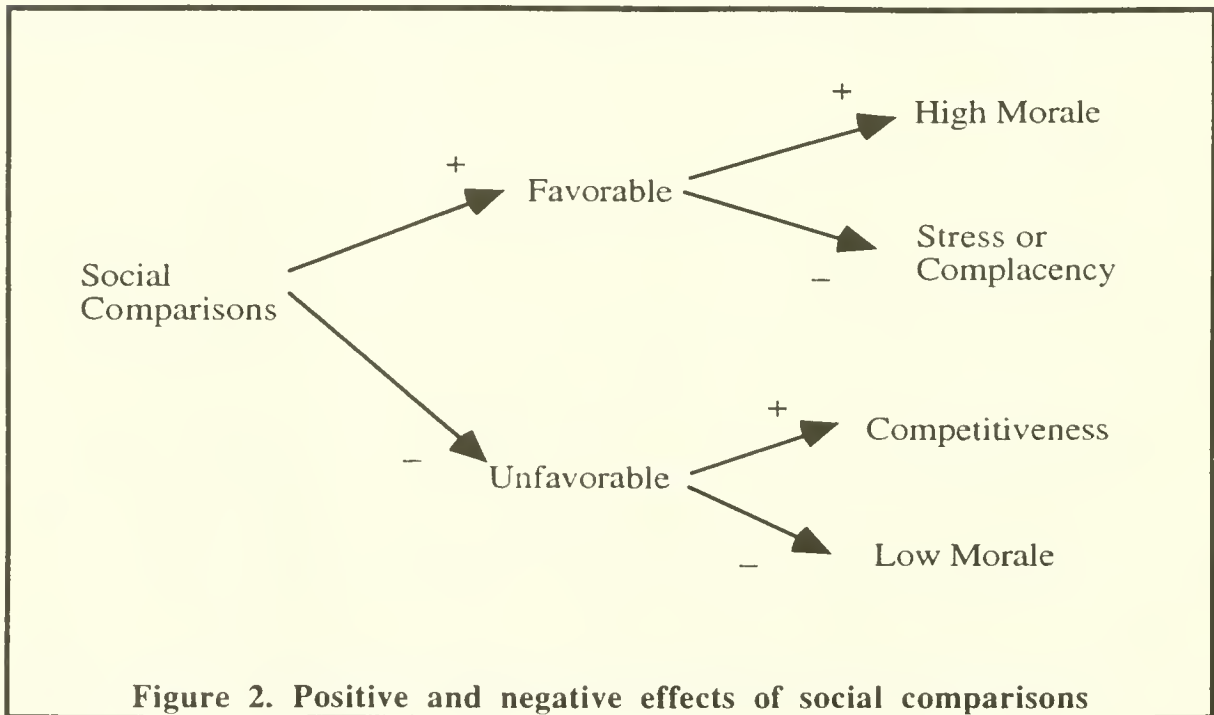 +
High Morale
+
Favorable
Stress or
Complacency
–
Social
Comparisons
+
Competitiveness
–
Unfavorable
Low Morale
–
Figure 2. Positive and negative effects of social comparisons